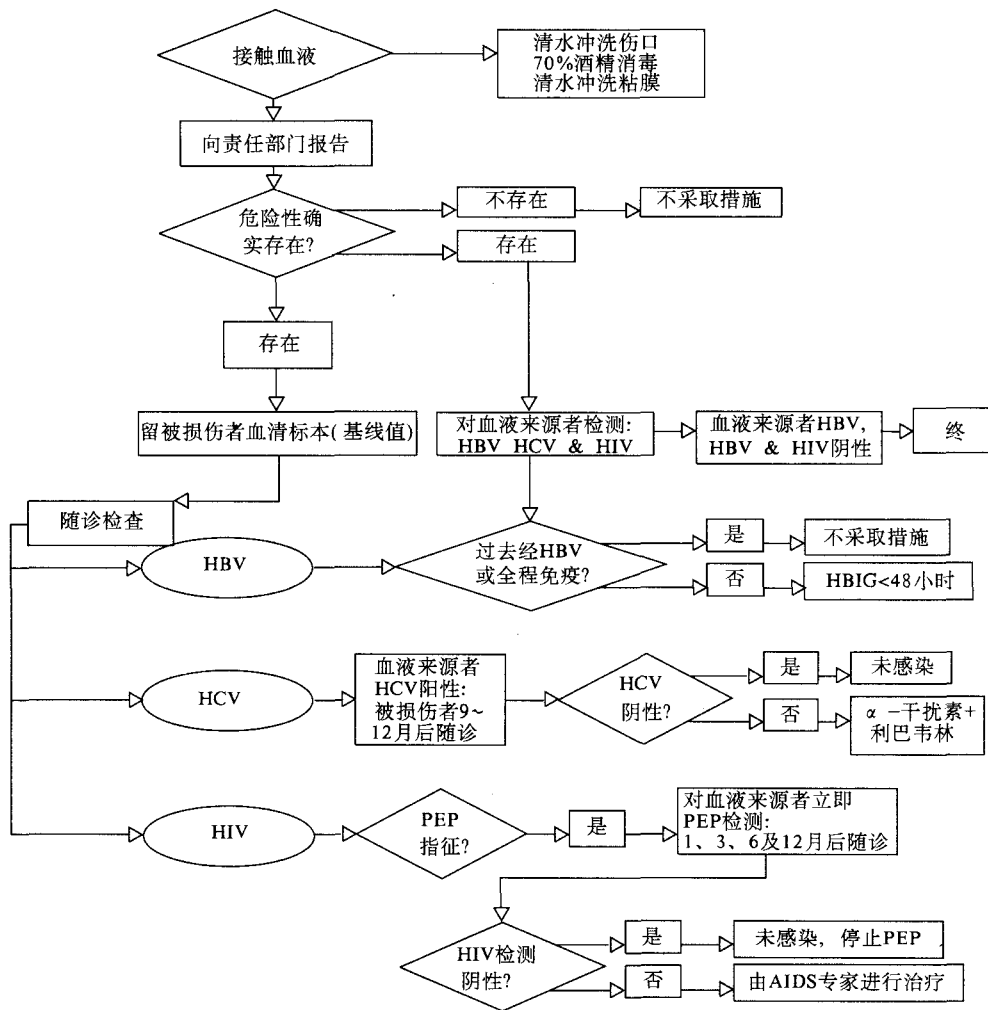 接触血液
清水冲洗伤口
70%酒精消毒
清水冲洗粘膜
向责任部门报告
危险性确
实存在?
不存在
不采取措施
存在
存在
留被损伤者血清标本(基线值)
对血液来源者检测:
HBV HCV & HIV
血液来源者HBV,
HBV & HIV阴性
终
随诊检查
HBV
过去经HBV
或全程免疫?
是
不采取措施
否
HBIG<48小时
HCV
血液来源者
HCV阳性:
被损伤者9~
12月后随诊
HCV
阴性?
是
未感染
否
α-干扰素+
利巴韦林
HIV
PEP
指征?
是
对血液来源者立即
PEP检测:
1、3、6及12月后随诊
HIV检测
阴性?
是
未感染, 停止PEP
否
由AIDS专家进行治疗